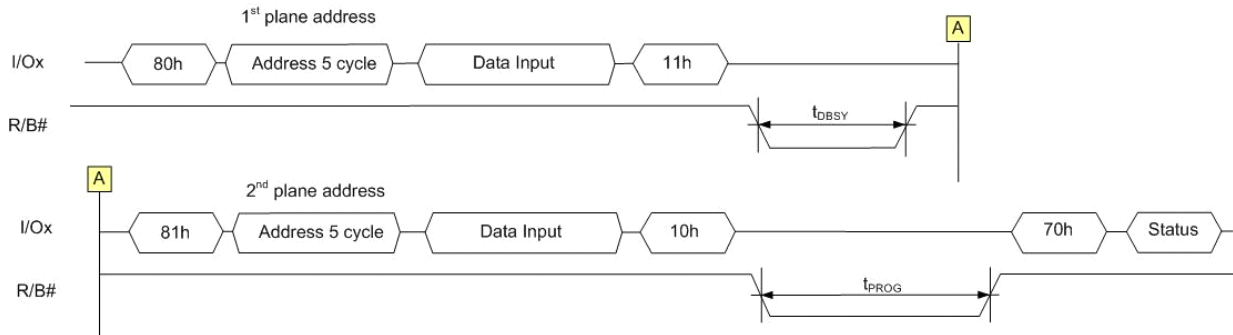 1st plane address
A
I/Ox 80h Address 5 cycle Data Input 11h
tDBSY
R/B#
A
2nd plane address
I/Ox 81h Address 5 cycle Data Input 10h 70h Status
tPROG
R/B#